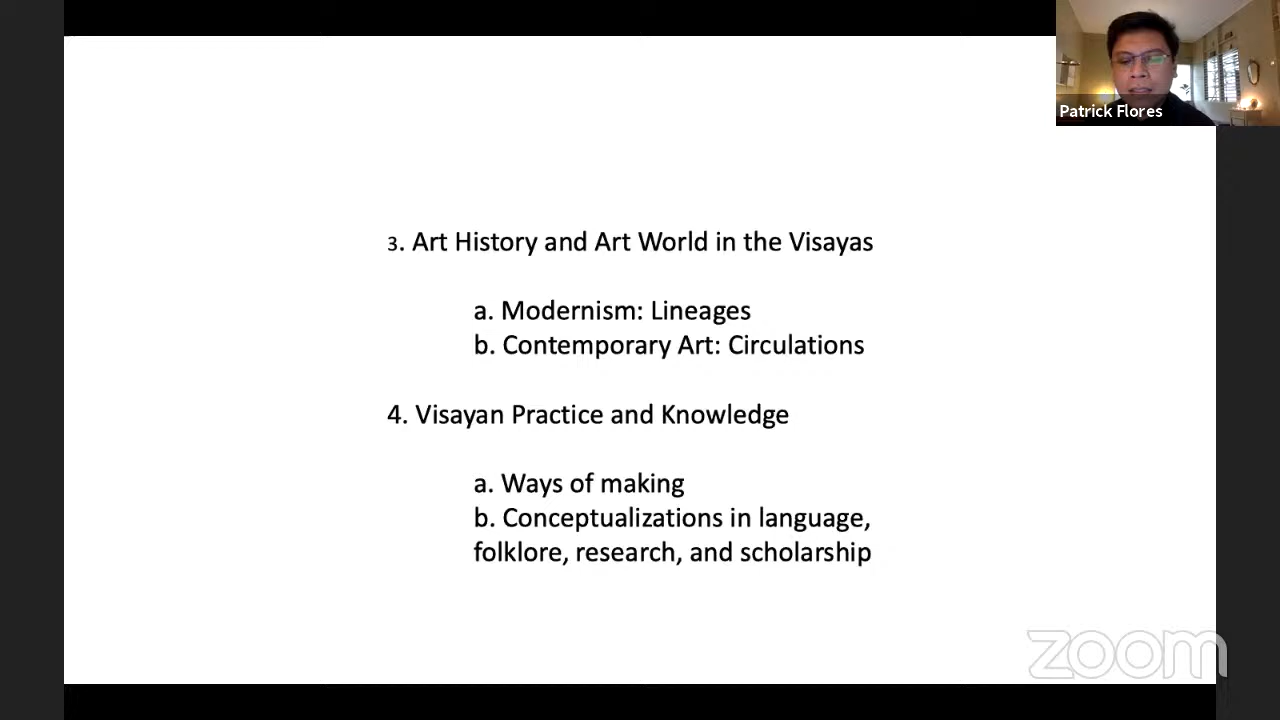 Patrick Flores
3. Art History and Art World in the Visayas
a. Modernism: Lineages
b. Contemporary Art: Circulations
4. Visayan Practice and Knowledge
a. Ways of making
b. Conceptualizations in language,
folklore, research, and scholarship
zoom